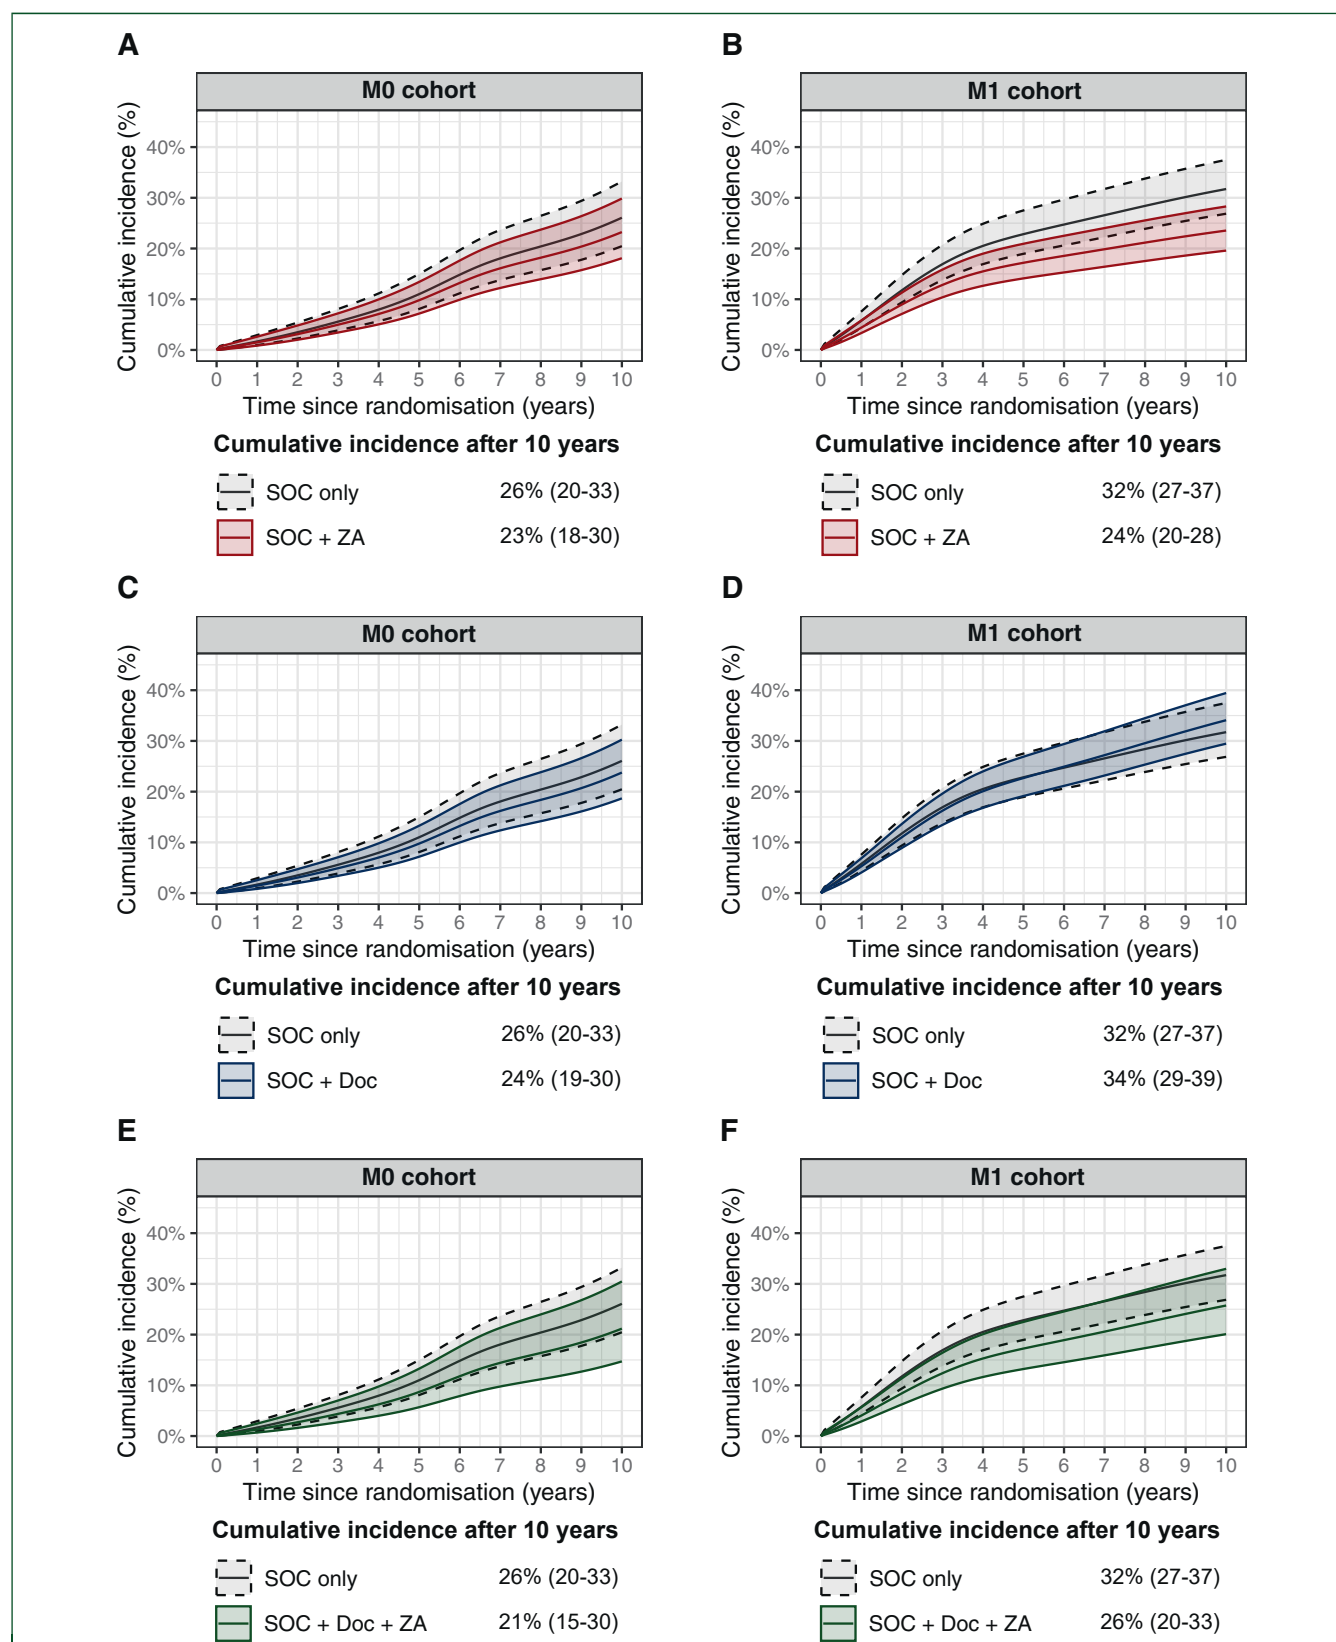 A
M0 cohort
Cumulative incidence (%)
40%
30%
20%
10%
0%
0 1 2 3 4 5 6 7 8 9 10
Time since randomisation (years)
Cumulative incidence after 10 years
SOC only 26% (20-33)
SOC + ZA 23% (18-30)
B
M1 cohort
Cumulative incidence (%)
40%
30%
20%
10%
0%
0 1 2 3 4 5 6 7 8 9 10
Time since randomisation (years)
Cumulative incidence after 10 years
SOC only 32% (27-37)
SOC + ZA 24% (20-28)
C
M0 cohort
Cumulative incidence (%)
40%
30%
20%
10%
0%
0 1 2 3 4 5 6 7 8 9 10
Time since randomisation (years)
Cumulative incidence after 10 years
SOC only 26% (20-33)
SOC + Doc 24% (19-30)
D
M1 cohort
Cumulative incidence (%)
40%
30%
20%
10%
0%
0 1 2 3 4 5 6 7 8 9 10
Time since randomisation (years)
Cumulative incidence after 10 years
SOC only 32% (27-37)
SOC + Doc 34% (29-39)
E
M0 cohort
Cumulative incidence (%)
40%
30%
20%
10%
0%
0 1 2 3 4 5 6 7 8 9 10
Time since randomisation (years)
Cumulative incidence after 10 years
SOC only 26% (20-33)
SOC + Doc + ZA 21% (15-30)
F
M1 cohort
Cumulative incidence (%)
40%
30%
20%
10%
0%
0 1 2 3 4 5 6 7 8 9 10
Time since randomisation (years)
Cumulative incidence after 10 years
SOC only 32% (27-37)
SOC + Doc + ZA 26% (20-33)